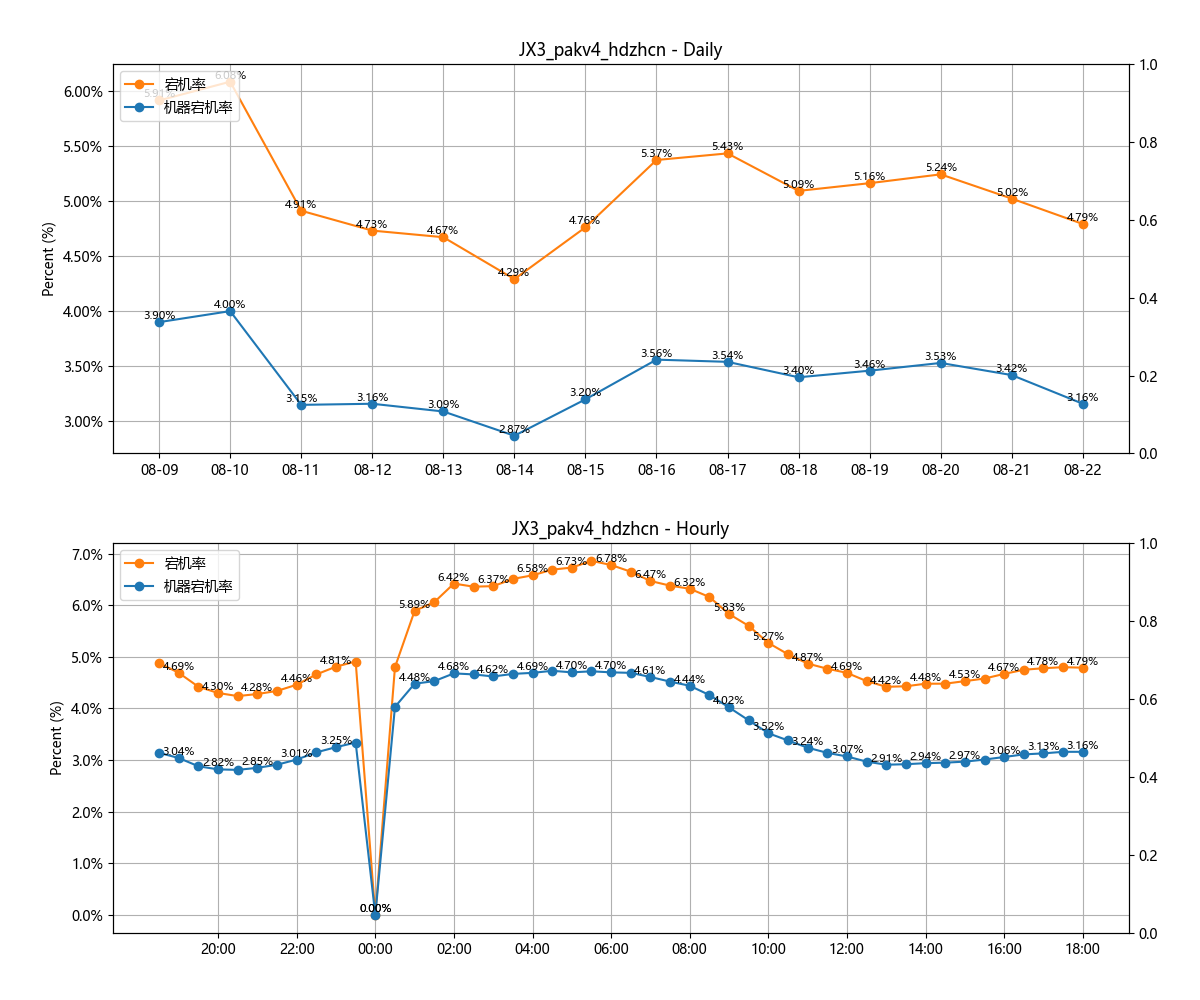 JX3_pakv4_hdzhcn - Daily
宕机率
机器宕机率
Percent (%)
6.00%
5.50%
5.00%
4.50%
4.00%
3.50%
3.00%
1.0
0.8
0.6
0.4
0.2
0.0
5.91% 6.08% 4.91% 4.73% 4.67% 4.29% 4.76% 5.37% 5.43% 5.09% 5.16% 5.24% 5.02% 4.79%
3.90% 4.00% 3.15% 3.16% 3.09% 2.87% 3.20% 3.56% 3.54% 3.40% 3.46% 3.53% 3.42% 3.16%
08-09 08-10 08-11 08-12 08-13 08-14 08-15 08-16 08-17 08-18 08-19 08-20 08-21 08-22
JX3_pakv4_hdzhcn - Hourly
宕机率
机器宕机率
Percent (%)
7.0%
6.0%
5.0%
4.0%
3.0%
2.0%
1.0%
0.0%
1.0
0.8
0.6
0.4
0.2
0.0
4.69% 4.30% 4.28% 4.46% 4.81% 0.00% 5.89% 6.42% 6.37% 6.58% 6.73% 6.78% 6.47% 6.32% 5.83% 5.27% 4.87% 4.69% 4.42% 4.48% 4.53% 4.67% 4.78% 4.79%
3.04% 2.82% 2.85% 3.01% 3.25% 0.00% 4.48% 4.68% 4.62% 4.69% 4.70% 4.70% 4.61% 4.44% 4.02% 3.52% 3.24% 3.07% 2.91% 2.94% 2.97% 3.06% 3.13% 3.16%
20:00 22:00 00:00 02:00 04:00 06:00 08:00 10:00 12:00 14:00 16:00 18:00